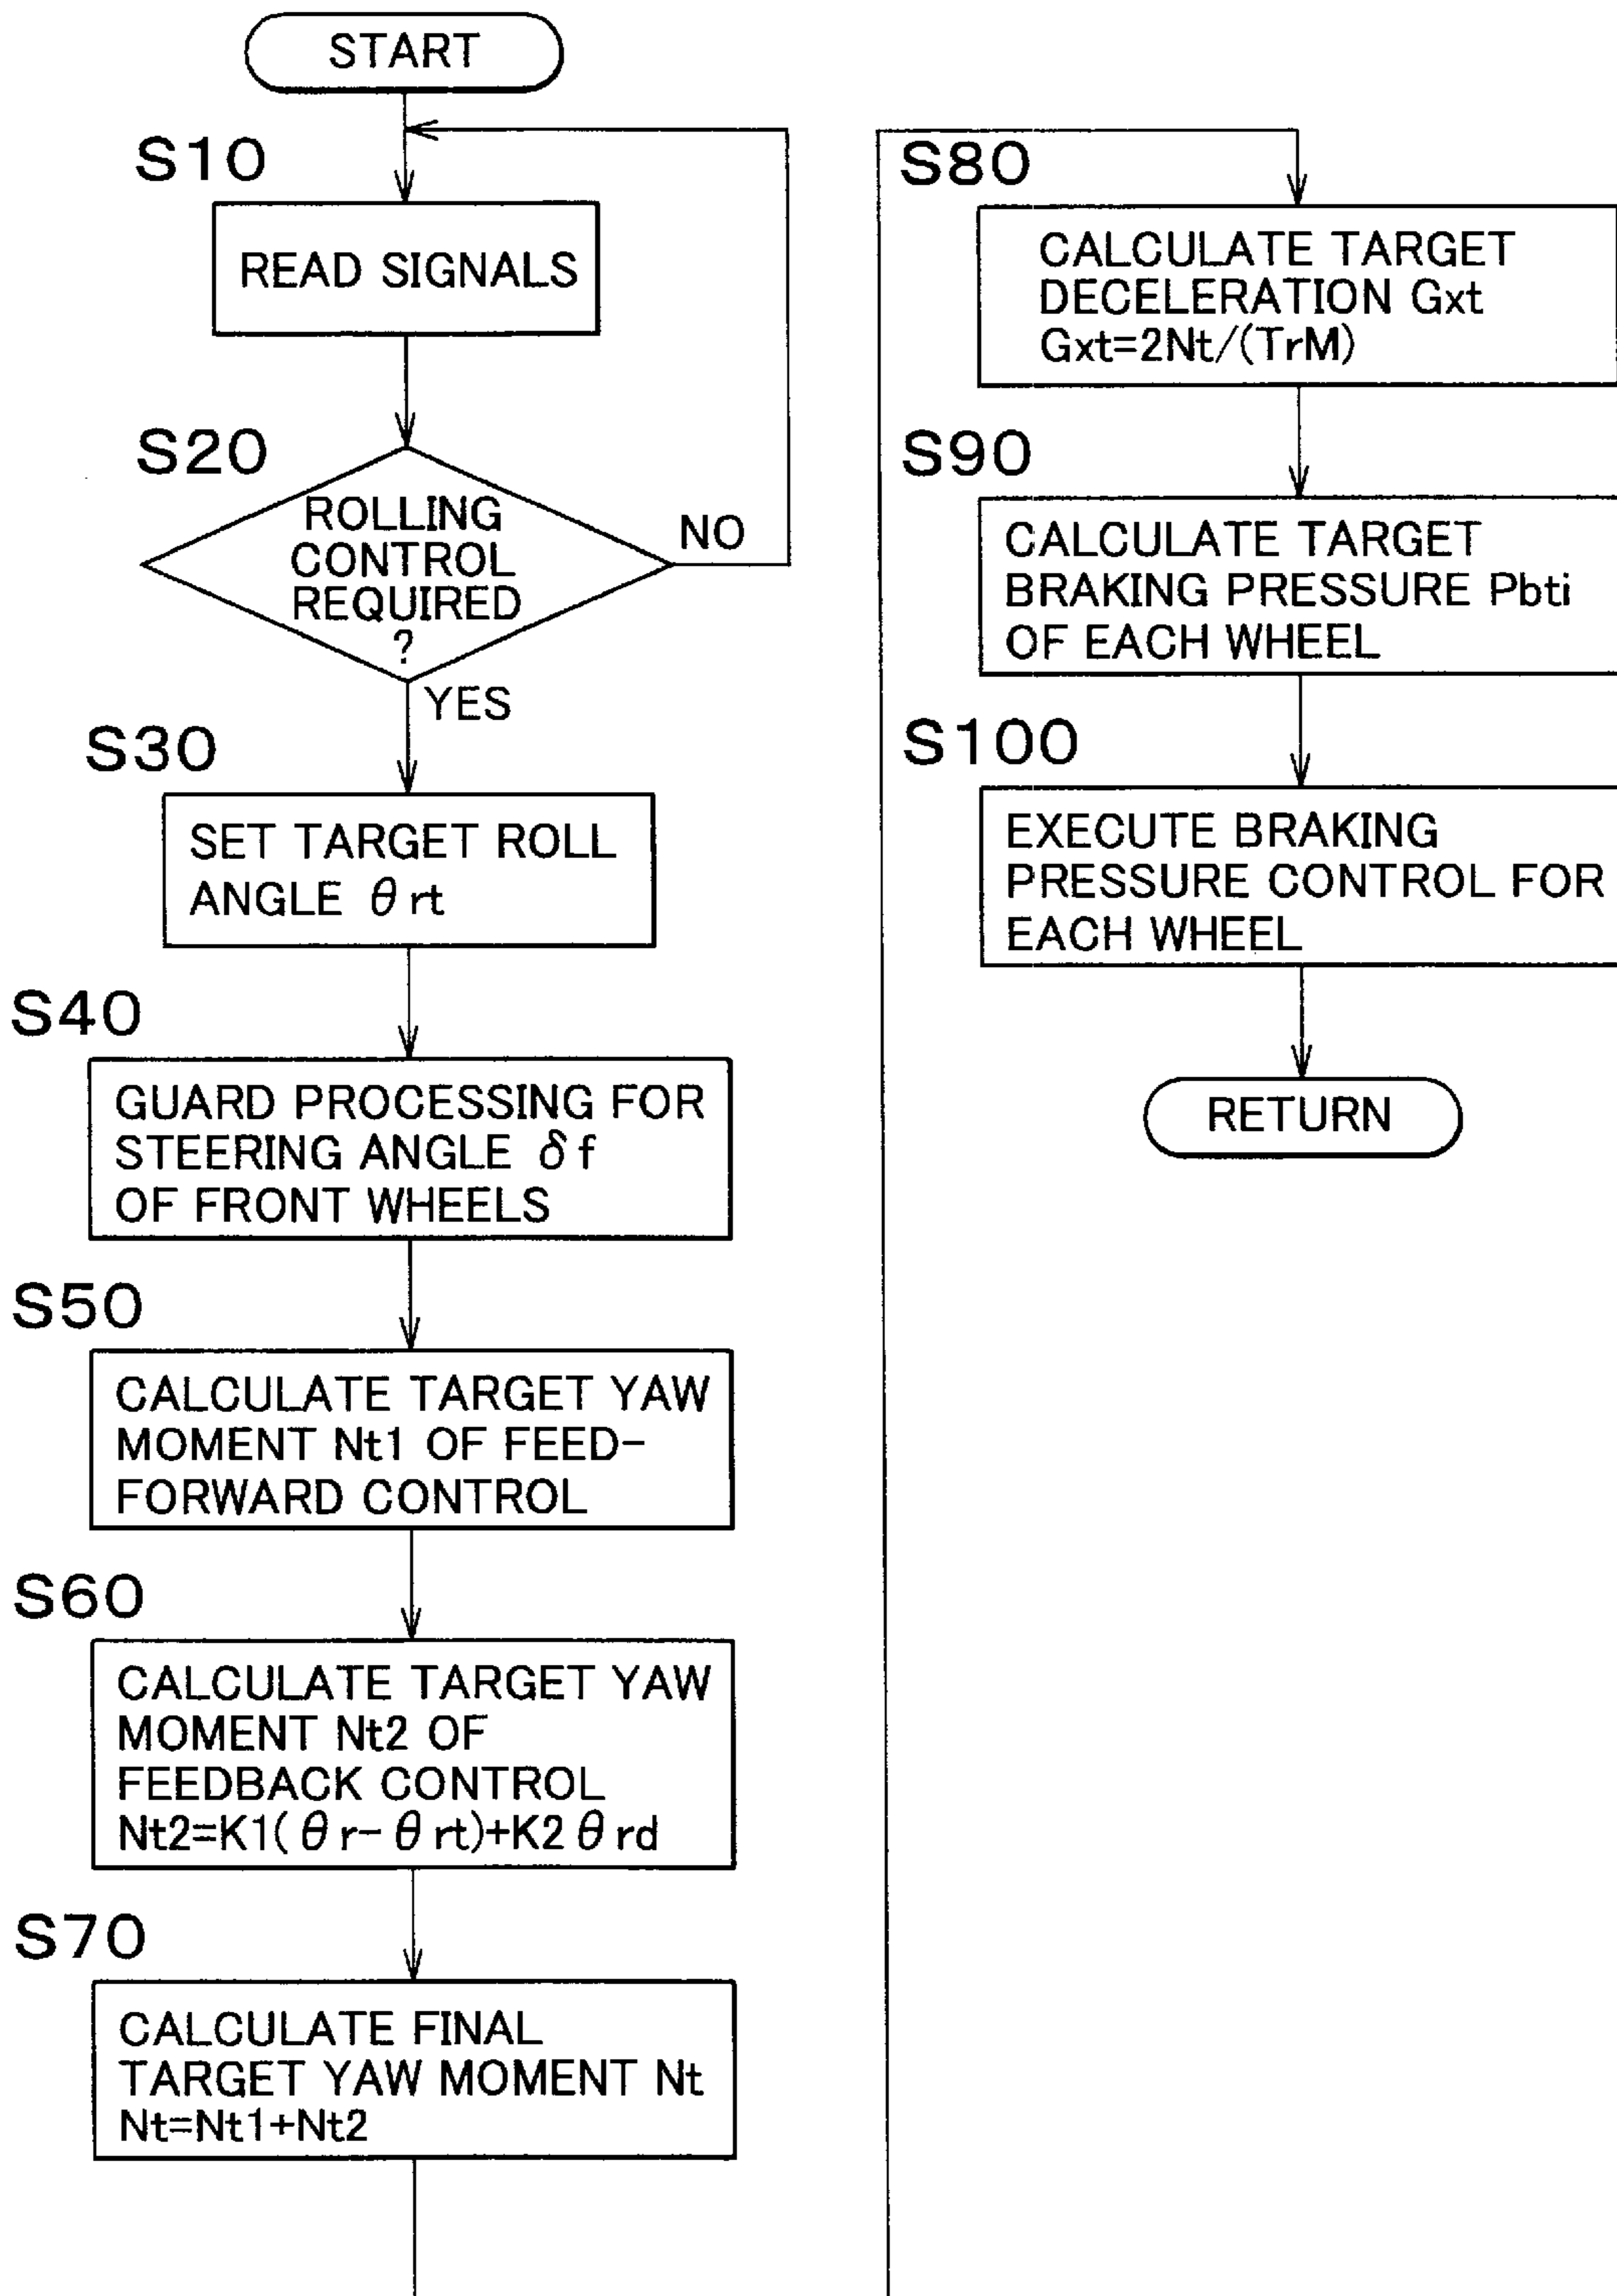 START
S10
READ SIGNALS
S20
ROLLING
CONTROL
REQUIRED
?
NO
YES
S30
SET TARGET ROLL
ANGLE θrt
S40
GUARD PROCESSING FOR
STEERING ANGLE δf
OF FRONT WHEELS
S50
CALCULATE TARGET YAW
MOMENT Nt1 OF FEED-
FORWARD CONTROL
S60
CALCULATE TARGET YAW
MOMENT Nt2 OF
FEEDBACK CONTROL
Nt2=K1(θr-θrt)+K2θrd
S70
CALCULATE FINAL
TARGET YAW MOMENT Nt
Nt=Nt1+Nt2
S80
CALCULATE TARGET
DECELERATION Gxt
Gxt=2Nt/(TrM)
S90
CALCULATE TARGET
BRAKING PRESSURE Pbti
OF EACH WHEEL
S100
EXECUTE BRAKING
PRESSURE CONTROL FOR
EACH WHEEL
RETURN